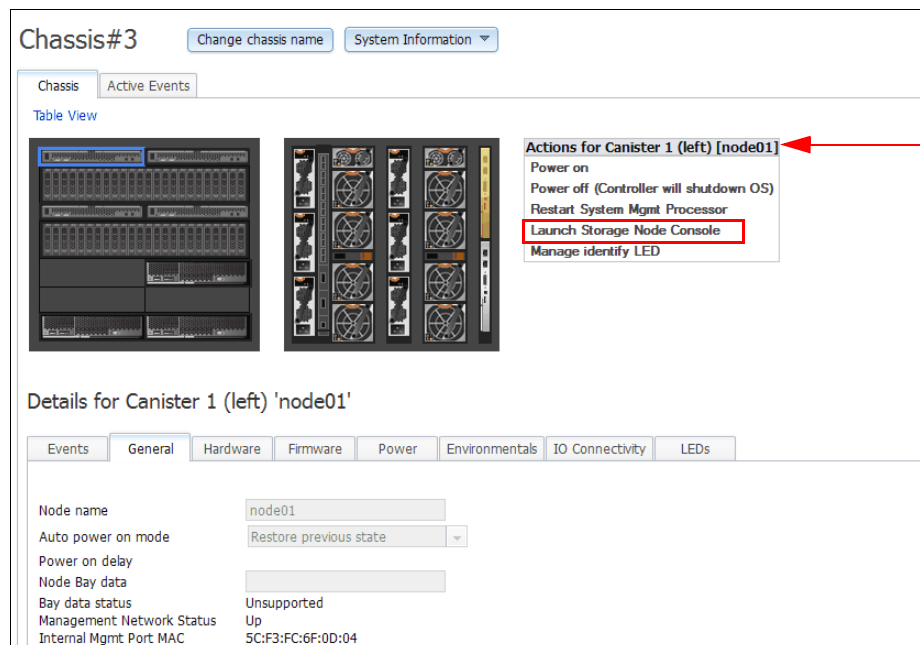 Chassis#3
Change chassis name
System Information
Chassis
Active Events
Table View
Actions for Canister 1 (left) [node01]
Power on
Power off (Controller will shutdown OS)
Restart System Mgmt Processor
Launch Storage Node Console
Manage identify LED
Details for Canister 1 (left) 'node01'
Events General Hardware Firmware Power Environmentals IO Connectivity LEDs
Node name node01
Auto power on mode Restore previous state
Power on delay
Node Bay data
Bay data status Unsupported
Management Network Status Up
Internal Mgmt Port MAC 5C:F3:FC:6F:0D:04